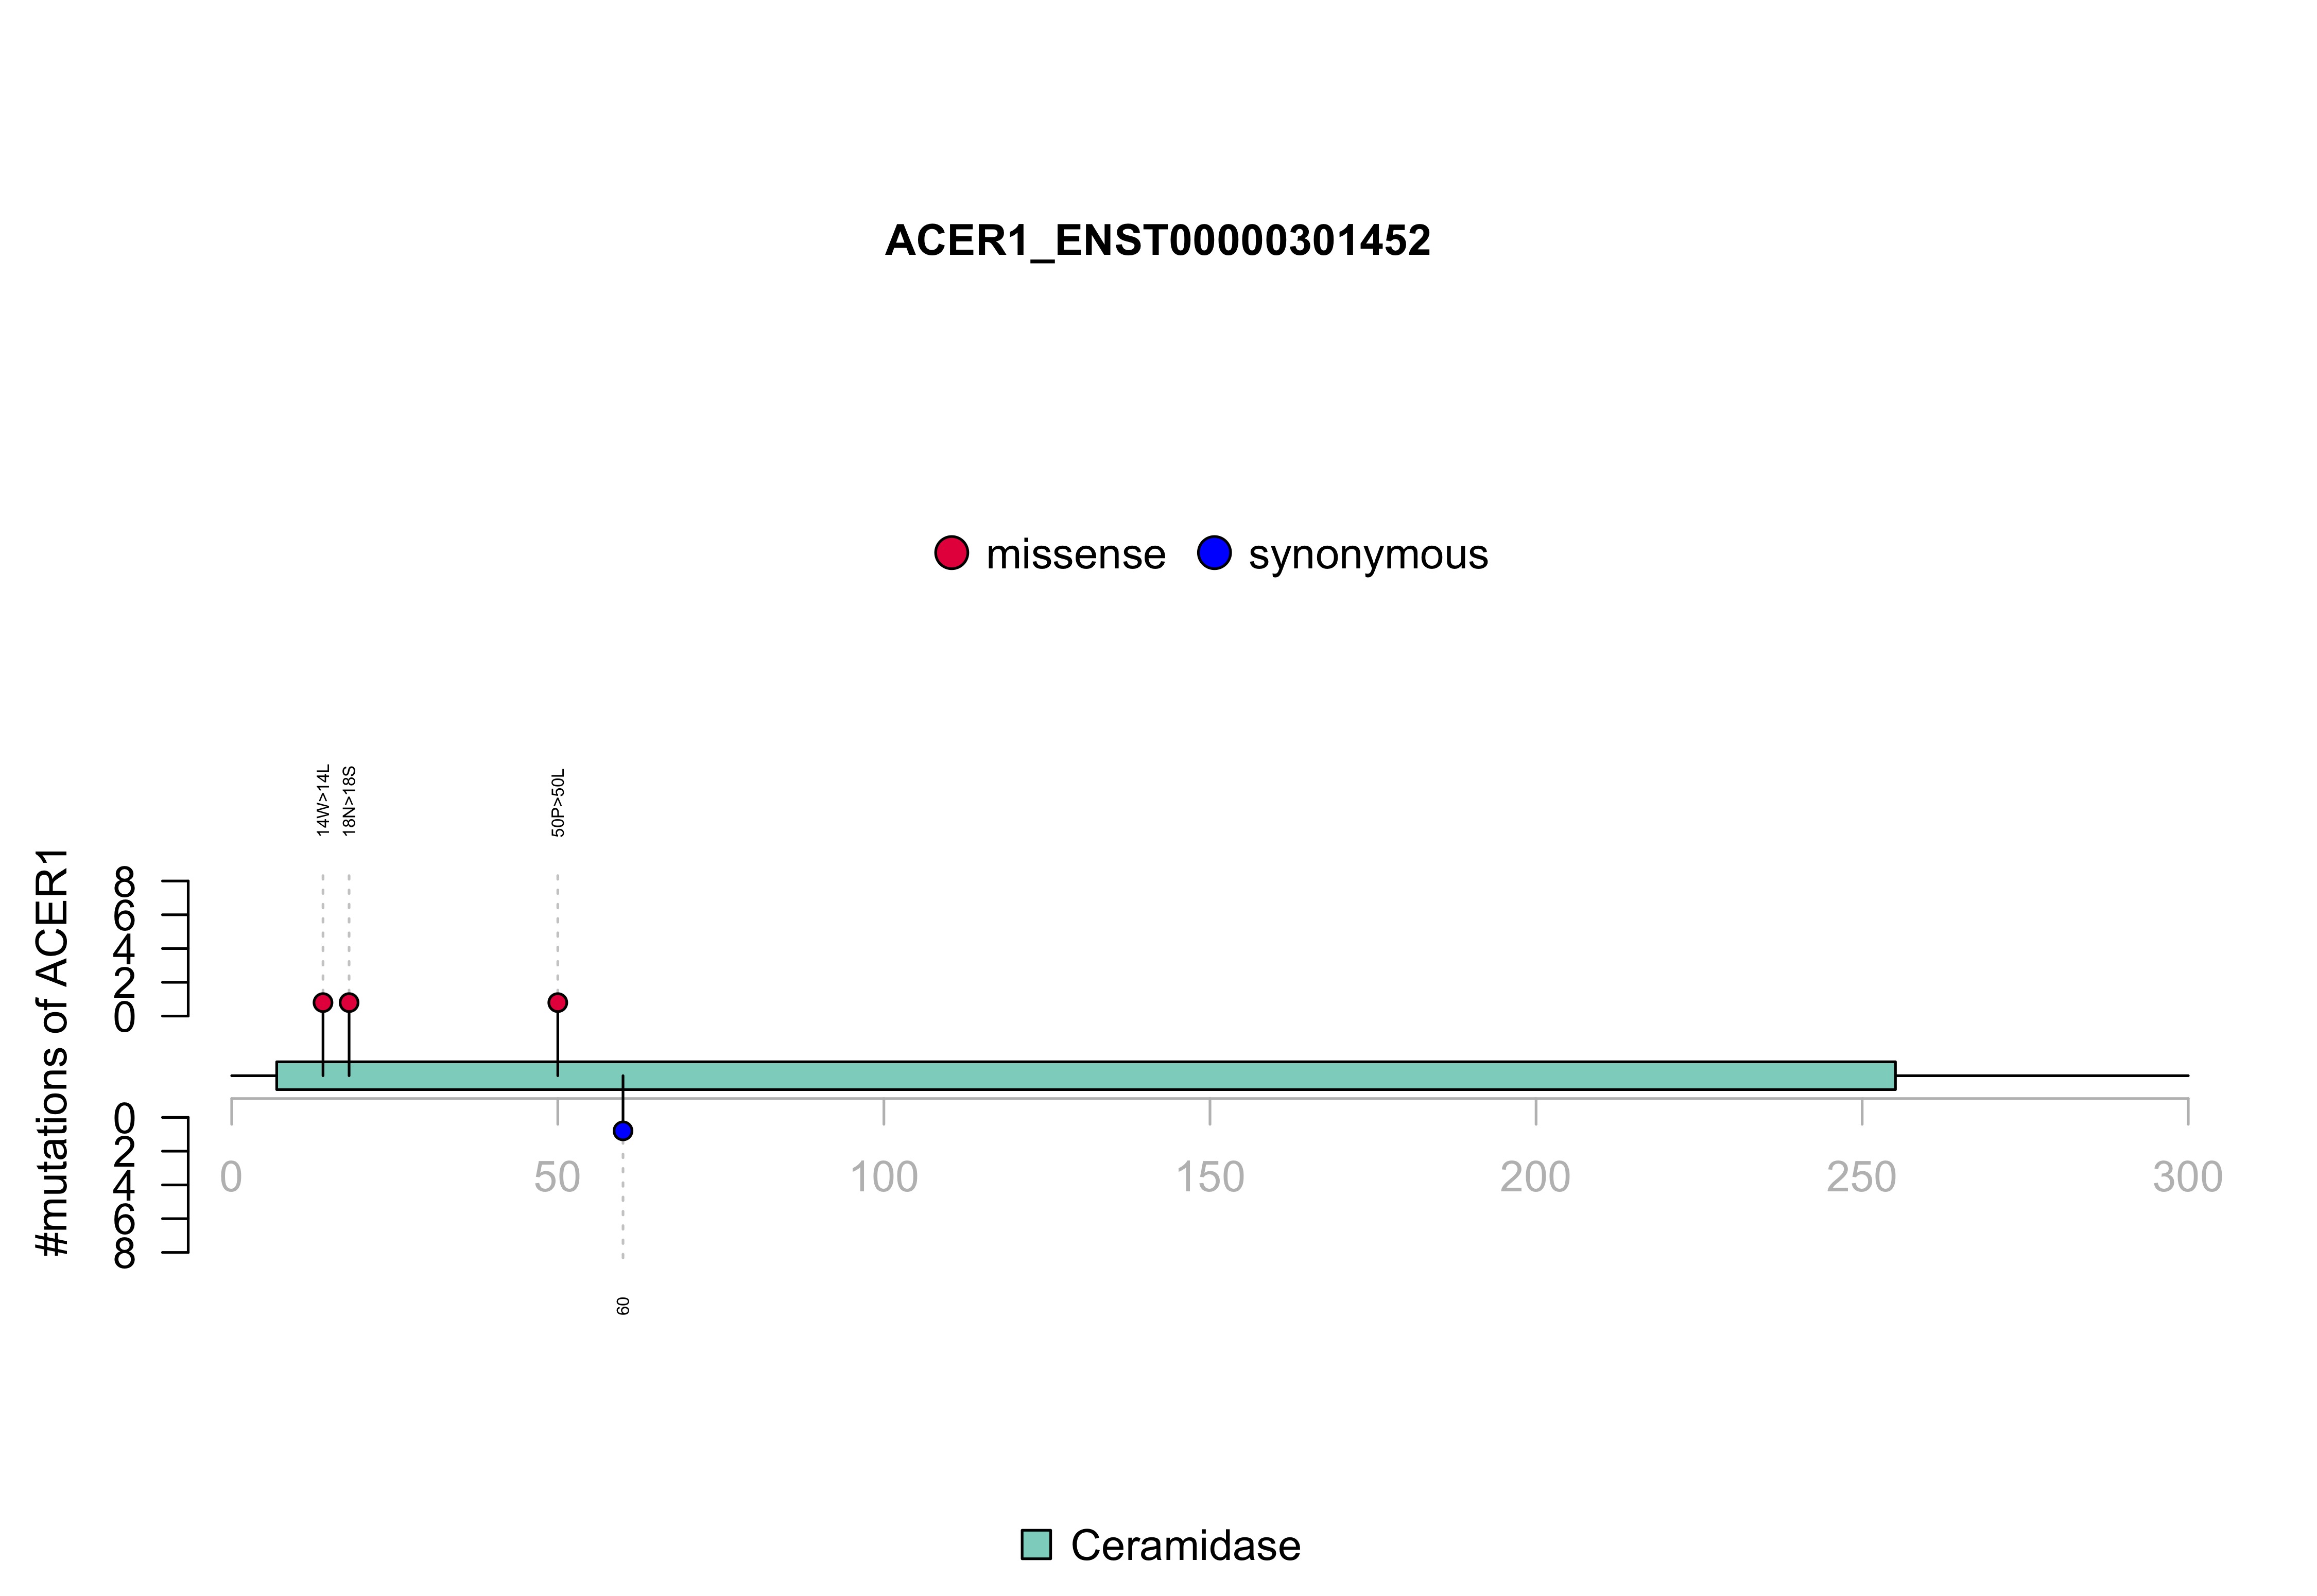 ACER1_ENST00000301452
missense synonymous
14W>14L
18N>18S
50P>50L
#mutations of ACER1
8
6
4
2
0
0
2
4
6
8
0 50 100 150 200 250 300
60
Ceramidase